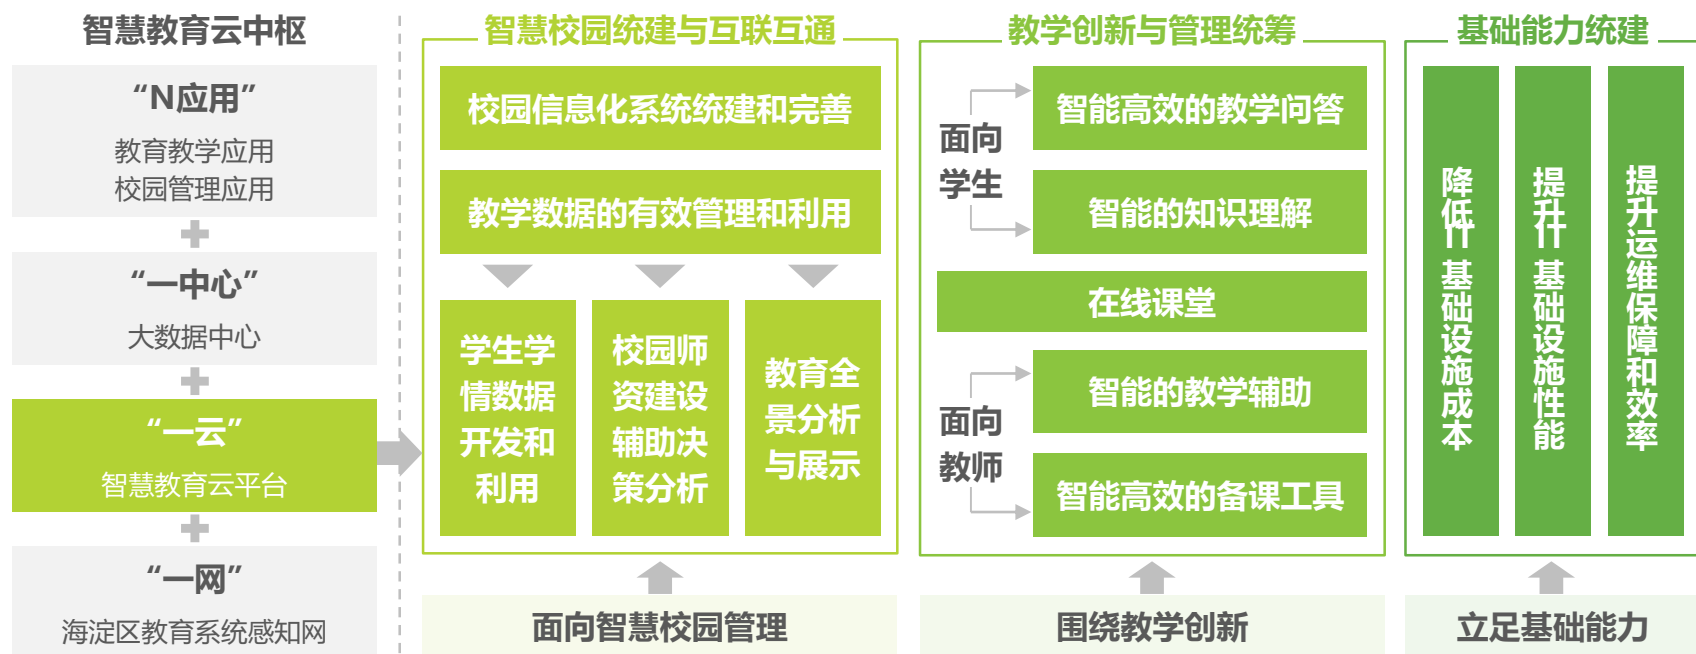 智慧教育云中枢
“N应用”
教育教学应用
校园管理应用
“一中心”
大数据中心
“一云”
智慧教育云平台
“一网”
海淀区教育系统感知网
智慧校园统建与互联互通
校园信息化系统统建和完善
教学数据的有效管理和利用
学生学
情数据
开发和
利用
校园师
资建设
辅助决
策分析
教育全
景分析
与展示
面向智慧校园管理
教学创新与管理统筹
面向
学生
智能高效的教学问答
智能的知识理解
在线课堂
面向
教师
智能的教学辅助
智能高效的备课工具
围绕教学创新
基础能力统建
降低IT基础设施成本
提升IT基础设施性能
提升运维保障和效率
立足基础能力